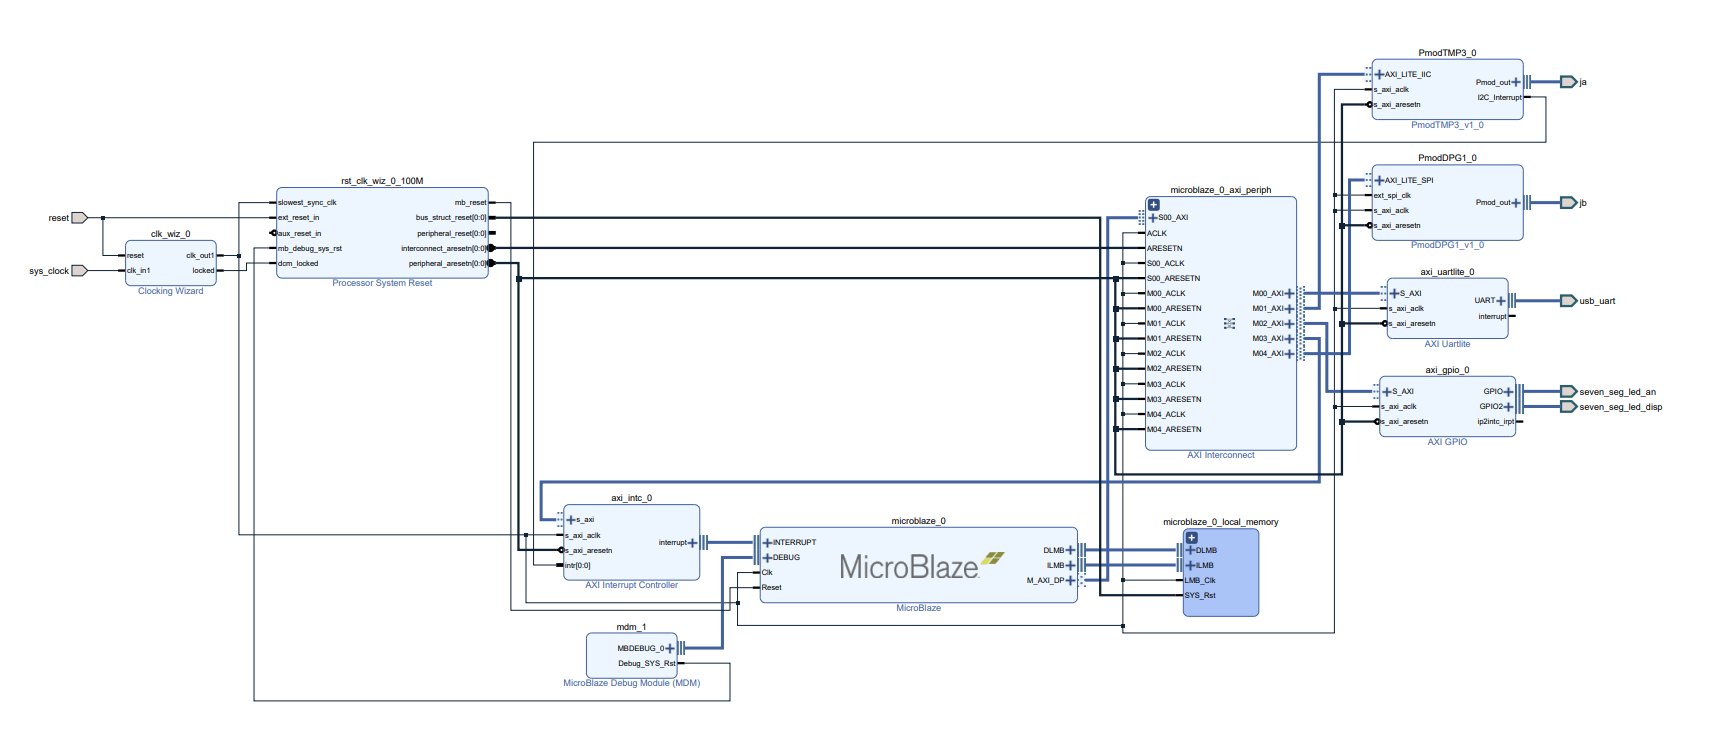 reset
sys_clock
clk_wiz_0
reset
clk_in1
clk_out1
locked
Clocking Wizard
rst_clk_wiz_0_100M
slowest_sync_clk
ext_reset_in
aux_reset_in
mb_debug_sys_rst
dcm_locked
mb_reset
bus_struct_reset[0:0]
peripheral_reset[0:0]
interconnect_aresetn[0:0]
peripheral_aresetn[0:0]
Processor System Reset
axi_intc_0
s_axi
s_axi_aclk
s_axi_aresetn
intr[0:0]
interrupt
AXI Interrupt Controller
mdm_1
MBDEBUG_0
Debug_SYS_Rst
MicroBlaze Debug Module (MDM)
microblaze_0
INTERRUPT
DEBUG
Clk
Reset
MicroBlaze
DLMB
ILMB
M_AXI_DP
MicroBlaze
microblaze_0_axi_periph
S00_AXI
ACLK
ARESETN
S00_ACLK
S00_ARESETN
M00_ACLK
M00_ARESETN
M01_ACLK
M01_ARESETN
M02_ACLK
M02_ARESETN
M03_ACLK
M03_ARESETN
M04_ACLK
M04_ARESETN
M00_AXI
M01_AXI
M02_AXI
M03_AXI
M04_AXI
AXI Interconnect
microblaze_0_local_memory
DLMB
ILMB
LMB_Clk
SYS_Rst
PmodTMP3_0
AXI_LITE_IIC
s_axi_aclk
s_axi_aresetn
Pmod_out
I2C_Interrupt
PmodTMP3_v1_0
ja
PmodDPG1_0
AXI_LITE_SPI
ext_spi_clk
s_axi_aclk
s_axi_aresetn
Pmod_out
PmodDPG1_v1_0
jb
axi_uartlite_0
S_AXI
s_axi_aclk
s_axi_aresetn
UART
interrupt
AXI Uartlite
usb_uart
axi_gpio_0
S_AXI
s_axi_aclk
s_axi_aresetn
GPIO
GPIO2
ip2intc_irpt
AXI GPIO
seven_seg_led_an
seven_seg_led_disp